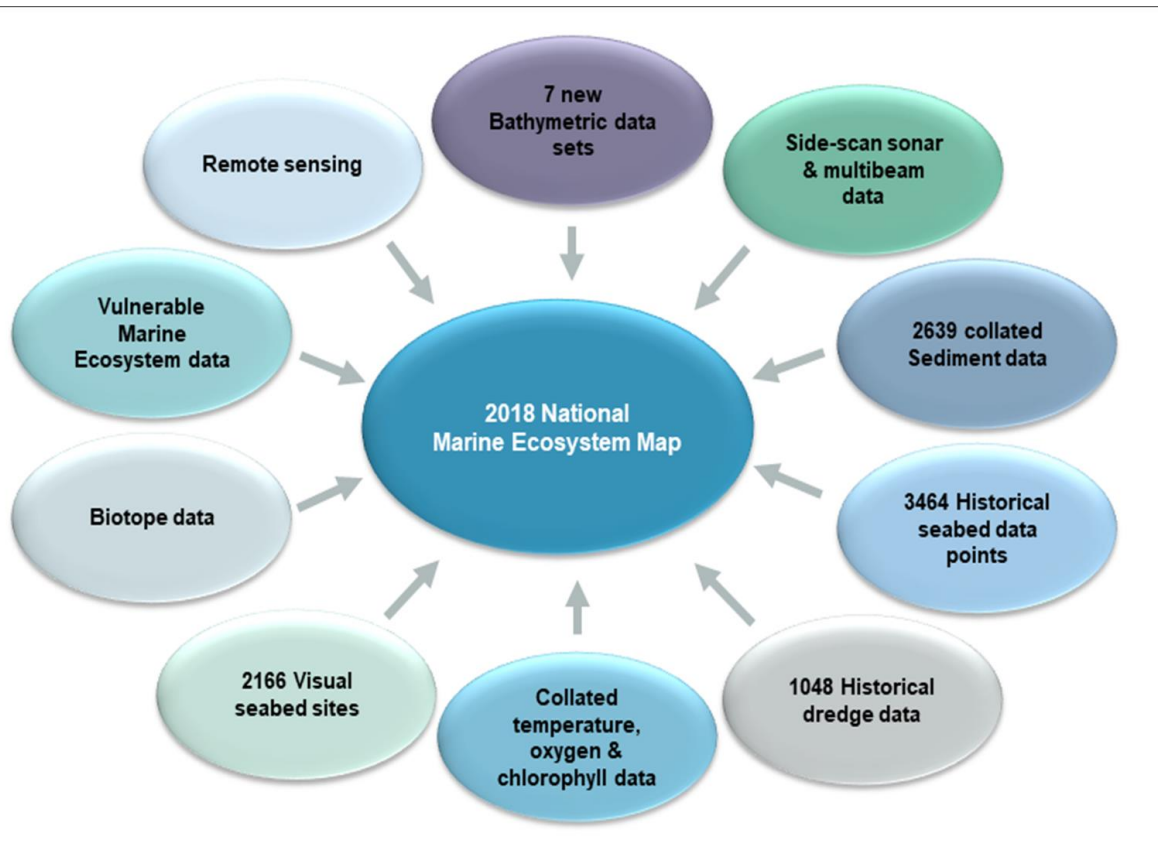 7 new
Bathymetric data
sets
Side-scan sonar
& multibeam
data
Remote sensing
Vulnerable
Marine
Ecosystem data
2639 collated
Sediment data
2018 National
Marine Ecosystem Map
Biotope data
3464 Historical
seabed data
points
2166 Visual
seabed sites
Collated
temperature,
oxygen &
chlorophyll data
1048 Historical
dredge data